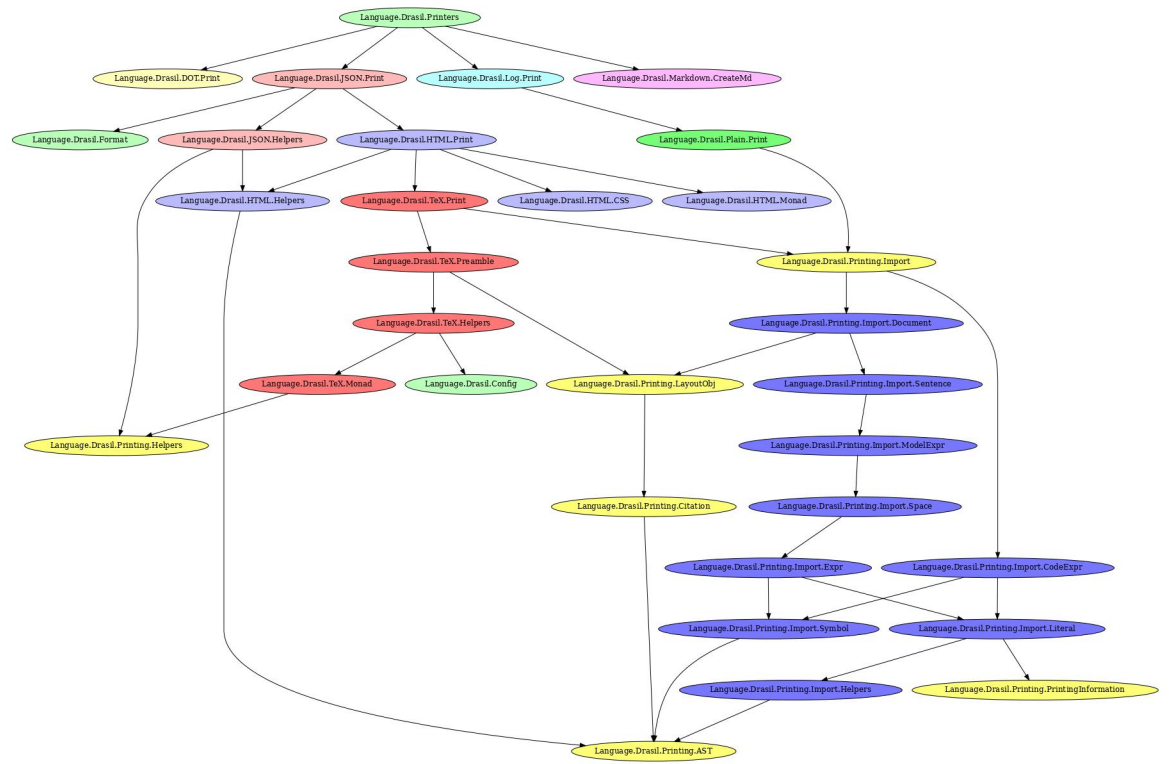 Language.Drasil.Printers
Language.Drasil.DOT.Print
Language.Drasil.JSON.Print
Language.Drasil.Log.Print
Language.Drasil.Markdown.CreateMd
Language.Drasil.Format
Language.Drasil.JSON.Helpers
Language.Drasil.HTML.Print
Language.Drasil.Plain.Print
Language.Drasil.HTML.Helpers
Language.Drasil.TeX.Print
Language.Drasil.HTML.CSS
Language.Drasil.HTML.Monad
Language.Drasil.TeX.Preamble
Language.Drasil.Printing.Import
Language.Drasil.TeX.Helpers
Language.Drasil.Printing.Import.Document
Language.Drasil.TeX.Monad
Language.Drasil.Config
Language.Drasil.Printing.LayoutObj
Language.Drasil.Printing.Import.Sentence
Language.Drasil.Printing.Helpers
Language.Drasil.Printing.Import.ModelExpr
Language.Drasil.Printing.Citation
Language.Drasil.Printing.Import.Space
Language.Drasil.Printing.Import.Expr
Language.Drasil.Printing.Import.CodeExpr
Language.Drasil.Printing.Import.Symbol
Language.Drasil.Printing.Import.Literal
Language.Drasil.Printing.Import.Helpers
Language.Drasil.Printing.PrintingInformation
Language.Drasil.Printing.AST